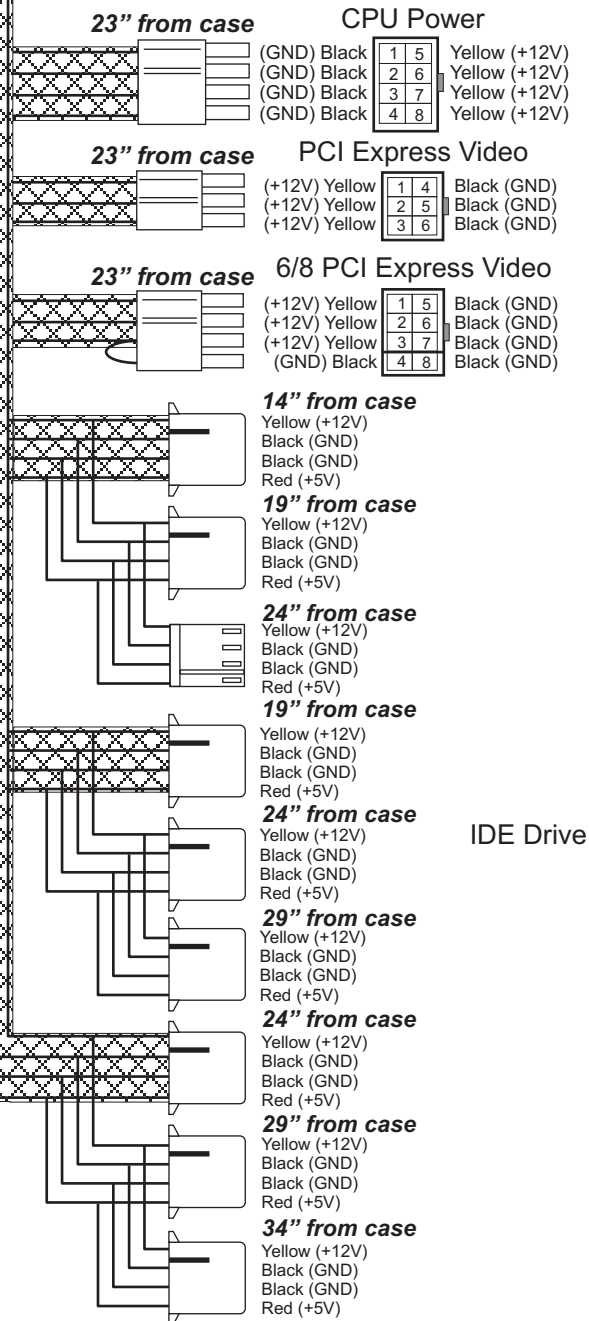 23” from case CPU Power
(GND) Black 1 5 Yellow (+12V)
(GND) Black 2 6 Yellow (+12V)
(GND) Black 3 7 Yellow (+12V)
(GND) Black 4 8 Yellow (+12V)
23” from case PCI Express Video
(+12V) Yellow 1 4 Black (GND)
(+12V) Yellow 2 5 Black (GND)
(+12V) Yellow 3 6 Black (GND)
23” from case 6/8 PCI Express Video
(+12V) Yellow 1 5 Black (GND)
(+12V) Yellow 2 6 Black (GND)
(+12V) Yellow 3 7 Black (GND)
(GND) Black 4 8 Black (GND)
14” from case
Yellow (+12V)
Black (GND)
Black (GND)
Red (+5V)
19” from case
Yellow (+12V)
Black (GND)
Black (GND)
Red (+5V)
24” from case
Yellow (+12V)
Black (GND)
Black (GND)
Red (+5V)
19” from case
Yellow (+12V)
Black (GND)
Black (GND)
Red (+5V)
24” from case
Yellow (+12V) IDE Drive
Black (GND)
Black (GND)
Red (+5V)
29” from case
Yellow (+12V)
Black (GND)
Black (GND)
Red (+5V)
24” from case
Yellow (+12V)
Black (GND)
Black (GND)
Red (+5V)
29” from case
Yellow (+12V)
Black (GND)
Black (GND)
Red (+5V)
34” from case
Yellow (+12V)
Black (GND)
Black (GND)
Red (+5V)